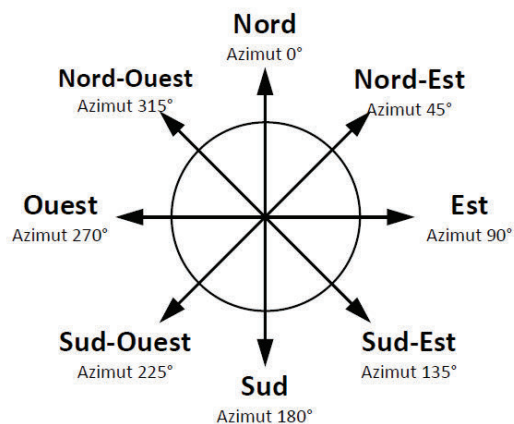 Nord
Azimut 0°
Nord-Ouest
Azimut 315°
Nord-Est
Azimut 45°
Ouest
Azimut 270°
Est
Azimut 90°
Sud-Ouest
Azimut 225°
Sud-Est
Azimut 135°
Sud
Azimut 180°